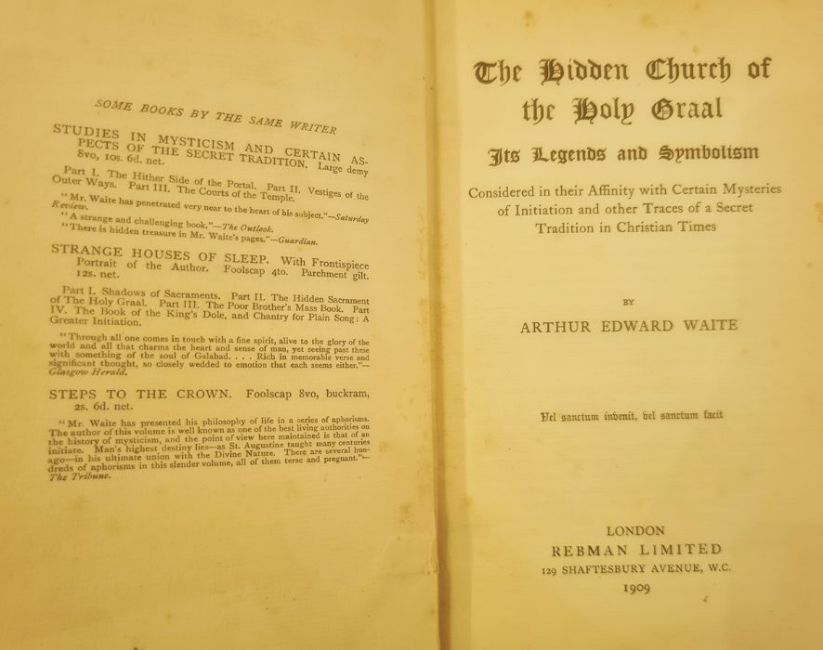 SOME BOOKS BY THE SAME WRITER
STUDIES IN MYSTICISM AND CERTAIN AS-
PECTS OF THE SECRET TRADITION. Large demy
8vo, 10s. 6d. net.
Part I. The Hither Side of the Portal. Part II. Vestiges of the
Outer Ways. Part III. The Courts of the Temple.
"Mr. Waite has penetrated very near to the heart of his subject."—Saturday
Review.
"A strange and challenging book."—The Outlook.
"There is hidden treasure in Mr. Waite's pages."—Guardian.
STRANGE HOUSES OF SLEEP. With Frontispiece
Portrait of the Author. Foolscap 4to. Parchment gilt.
12s. net.
Part I. Shadows of Sacraments. Part II. The Hidden Sacrament
of The Holy Graal. Part III. The Poor Brother's Mass Book. Part
IV. The Book of the King's Dole, and Chantry for Plain Song: A
Greater Initiation.
"Through all one comes in touch with a fine spirit, alive to the glory of the
world and all that charms the heart and sense of man, yet seeing past these
with something of the soul of Galahad. . . . Rich in memorable verse and
significant thought, so closely wedded to emotion that each seems either."—
Glasgow Herald.
STEPS TO THE CROWN. Foolscap 8vo, buckram,
2s. 6d. net.
"Mr. Waite has presented his philosophy of life in a series of aphorisms.
The author of this volume is well known as one of the best living authorities on
the history of mysticism, and the point of view here maintained is that of an
initiate. Man's highest destiny lies—as St. Augustine taught many centuries
ago—in his ultimate union with the Divine Nature. There are several hun-
dreds of aphorisms in this slender volume, all of them terse and pregnant."—
The Tribune.
The Hidden Church of
the Holy Graal
Its Legends and Symbolism
Considered in their Affinity with Certain Mysteries
of Initiation and other Traces of a Secret
Tradition in Christian Times
BY
ARTHUR EDWARD WAITE
Vel sanctum invenit, vel sanctum facit
LONDON
REBMAN LIMITED
129 SHAFTESBURY AVENUE, W.C.
1909